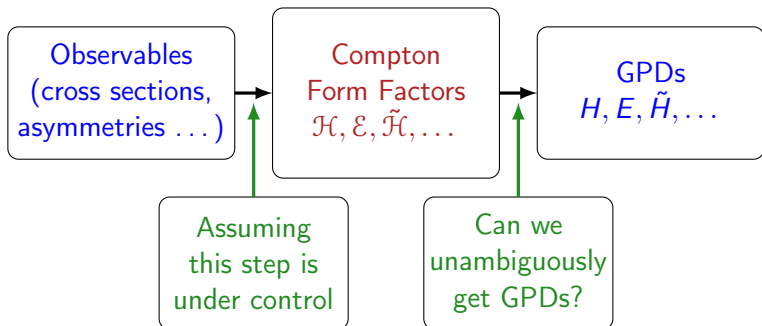 Observables
(cross sections,
asymmetries . . . )
Compton
Form Factors
ℋ, ℰ, ℋ̃, . . .
GPDs
H, E, H̃, . . .
Assuming
this step is
under control
Can we
unambiguously
get GPDs?